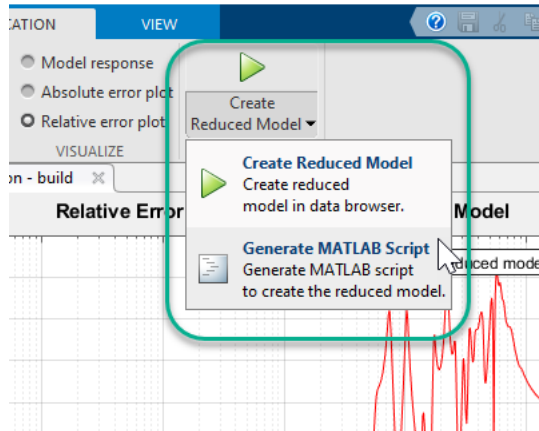 CATION
VIEW
Model response
Absolute error plot
Relative error plot
VISUALIZE
Create
Reduced Model
on - build
Create Reduced Model
Create reduced
model in data browser.
Generate MATLAB Script
Generate MATLAB script
to create the reduced model.
Relative Error
Model
duced mode